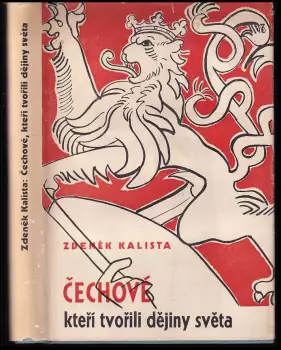 Zdeněk Kalista: Čechové, kteří tvořili dějiny světa
ZDENĚK KALISTA
ČECHOVÉ
kteří tvořili dějiny světa